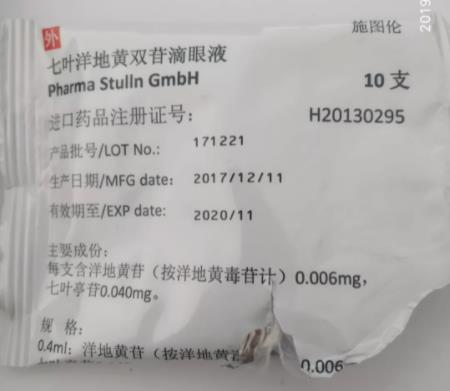 外
施图伦
2019
七叶洋地黄双苷滴眼液
Pharma Stulln GmbH
10 支
进口药品注册证号:
H20130295
产品批号/LOT No.:
171221
生产日期/MFG date:
2017/12/11
有效期至/EXP date:
2020/11
主要成份:
每支含洋地黄苷(按洋地黄毒苷计)0.006mg,
七叶亭苷0.040mg。
规 格:
0.4ml: 洋地黄苷(按洋地黄
0.006